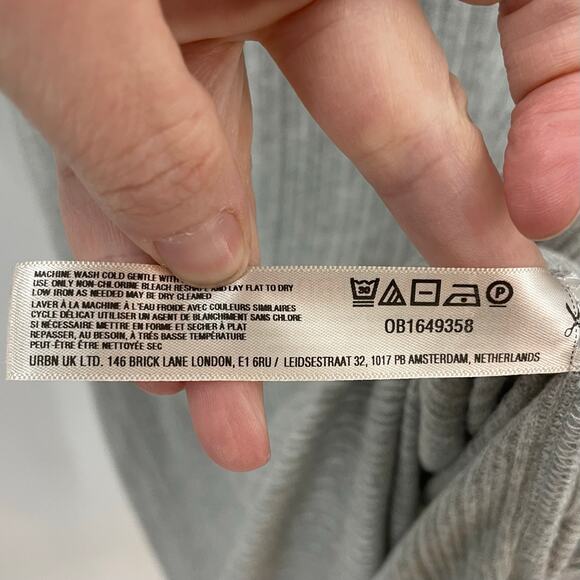 MACHINE WASH COLD GENTLE WITH
USE ONLY NON-CHLORINE BLEACH RESHAPE AND LAY FLAT TO DRY
LOW IRON AS NEEDED MAY BE DRY CLEANED
LAVER À LA MACHINE À L'EAU FROIDE AVEC COULEURS SIMILAIRES
CYCLE DÉLICAT UTILISER UN AGENT DE BLANCHIMENT SANS CHLORE
SI NÉCESSAIRE METTRE EN FORME ET SÉCHER À PLAT
REPASSER, AU BESOIN, À TRÈS BASSE TEMPÉRATURE
PEUT-ÊTRE ÊTRE NETTOYÉE SEC
URBN UK LTD. 146 BRICK LANE LONDON, E1 6RU / LEIDSESTRAAT 32, 1017 PB AMSTERDAM, NETHERLANDS
P
OB1649358